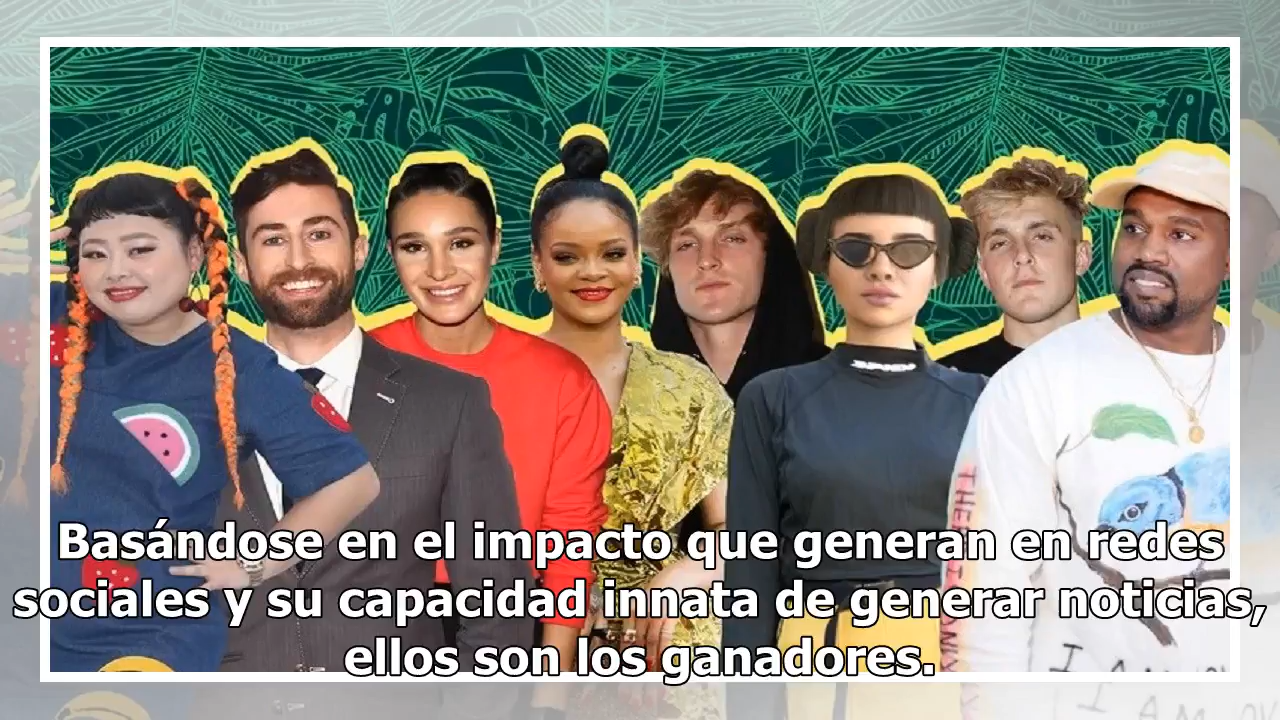 Basándose en el impacto que generan en redes
sociales y su capacidad innata de generar noticias,
ellos son los ganadores.